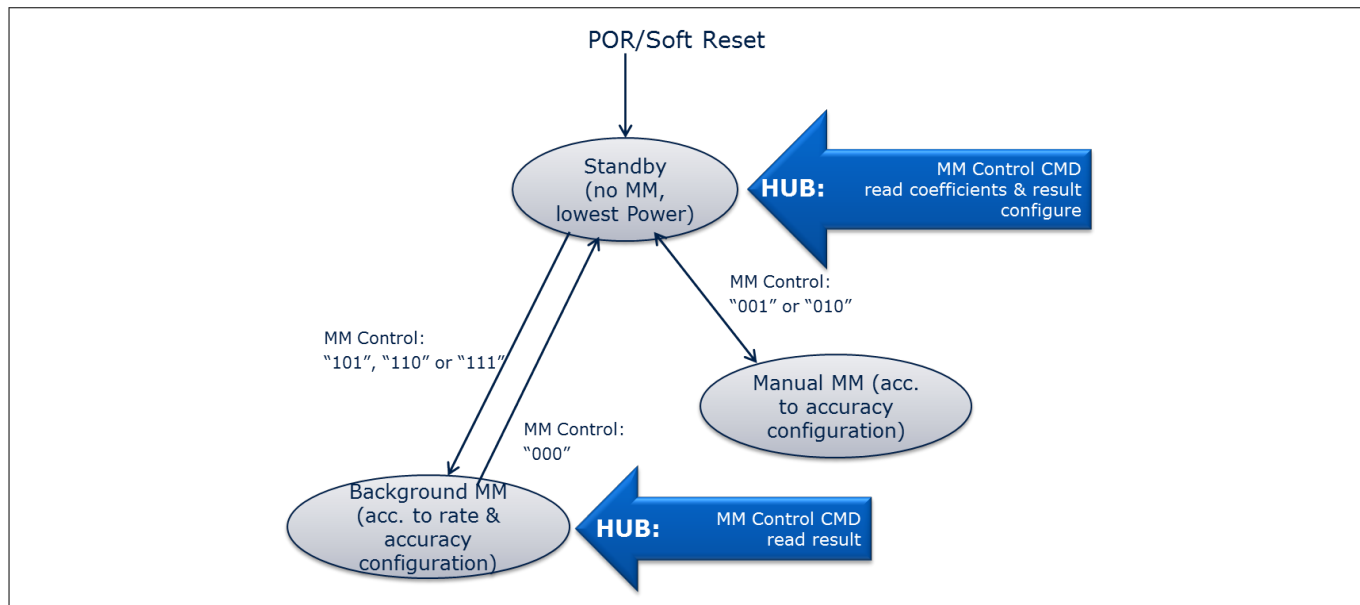 POR/Soft Reset
Standby
(no MM,
lowest Power)
HUB:
MM Control CMD
read coefficients & result
configure
MM Control:
“001” or “010”
MM Control:
“101”, “110” or “111”
Manual MM (acc.
to accuracy
configuration)
MM Control:
“000”
Background MM
(acc. to rate &
accuracy
configuration)
HUB:
MM Control CMD
read result